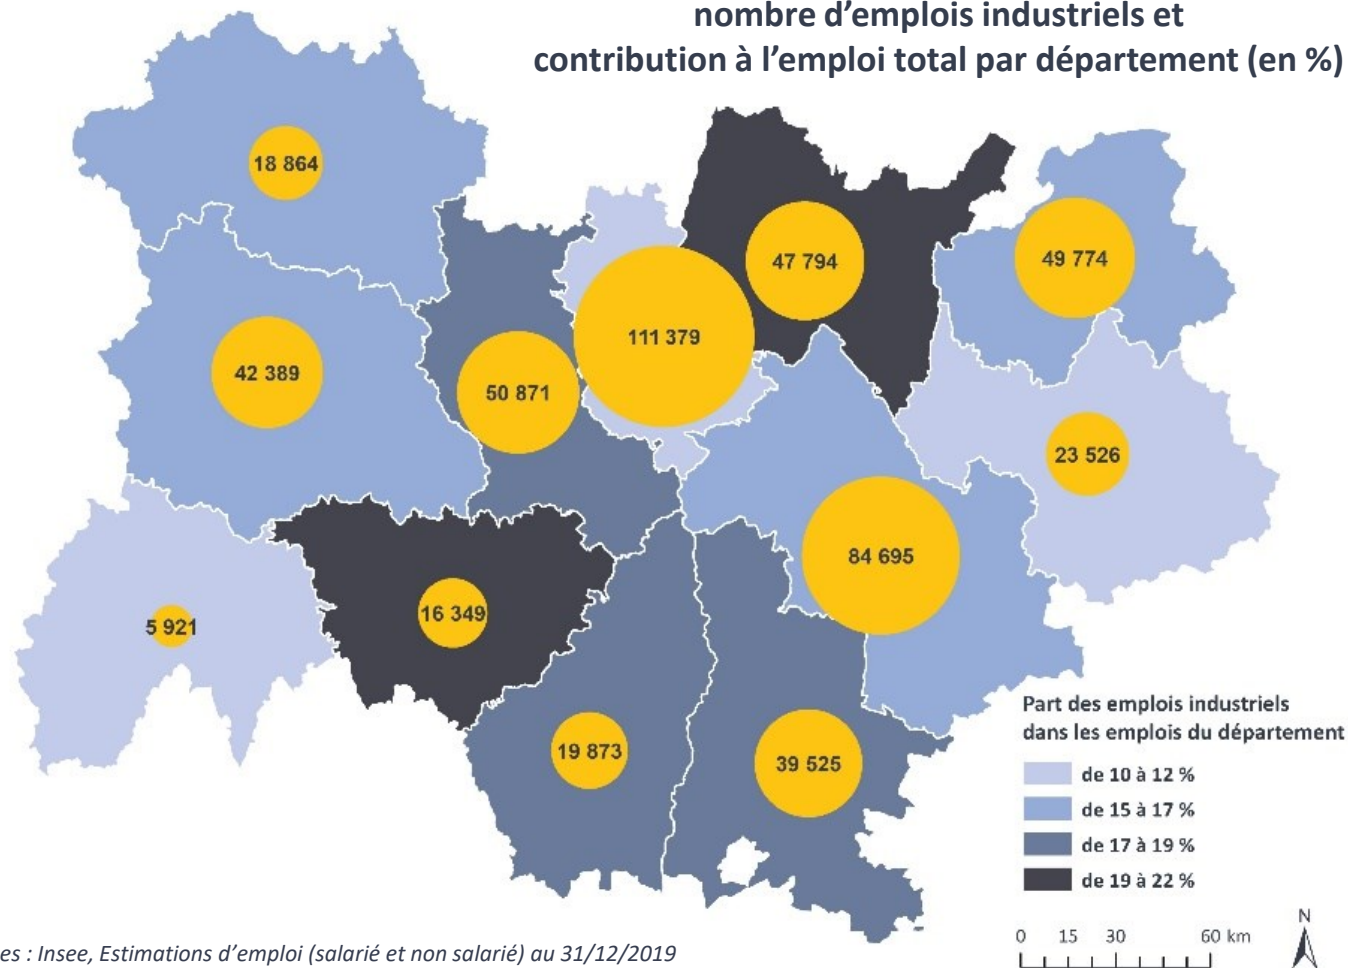 nombre d’emplois industriels et
contribution à l’emploi total par département (en %)
18 864
47 794
49 774
111 379
42 389
50 871
23 526
84 695
16 349
5 921
19 873
39 525
Part des emplois industriels
dans les emplois du département
de 10 à 12 %
de 15 à 17 %
de 17 à 19 %
de 19 à 22 %
N
0 15 30 60 km
es : Insee, Estimations d’emploi (salarié et non salarié) au 31/12/2019